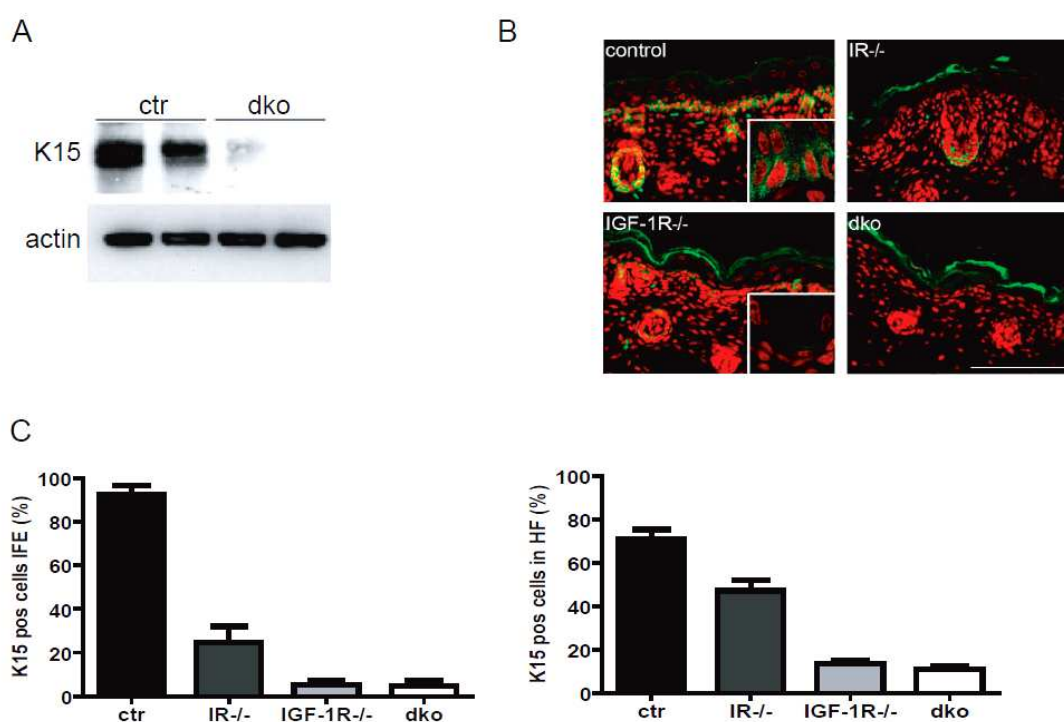 A
ctr dko
K15
actin
B
control
IR-/-
IGF-1R-/-
dko
C
K15 pos cells IFE (%)
100
80
60
40
20
0
ctr IR-/- IGF-1R-/- dko
K15 pos cells in HF (%)
100
80
60
40
20
0
ctr IR-/- IGF-1R-/- dko